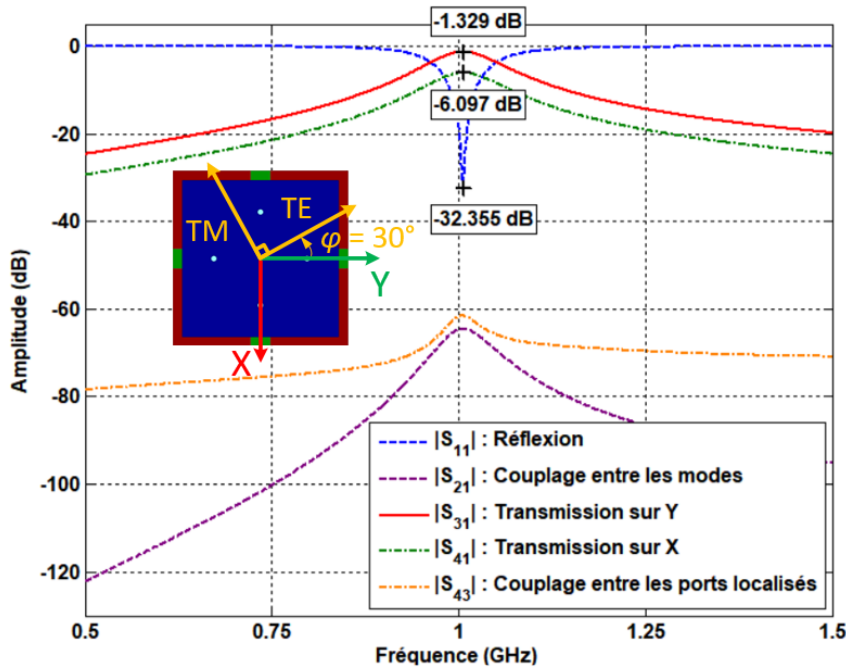 -1.329 dB
0
-6.097 dB
-20
-32.355 dB
-40
-60
-80
-100
-120
Amplitude (dB)
TM
TE
φ = 30°
Y
X
|S11| : Réflexion
|S21| : Couplage entre les modes
|S31| : Transmission sur Y
|S41| : Transmission sur X
|S43| : Couplage entre les ports localisés
0.5
0.75
1
1.25
1.5
Fréquence (GHz)